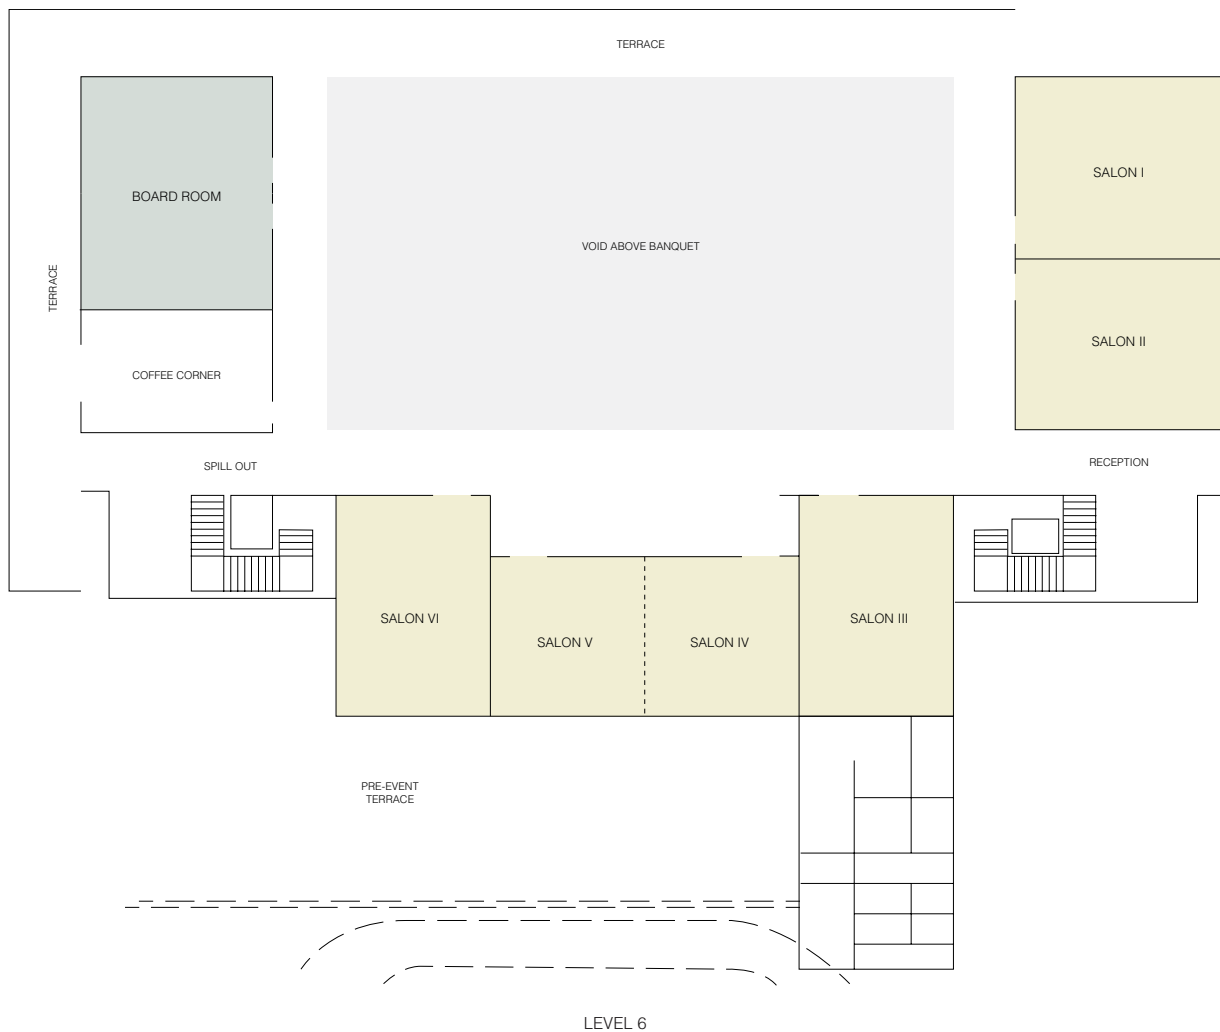 TERRACE
SALON I
BOARD ROOM
VOID ABOVE BANQUET
TERRACE
SALON II
COFFEE CORNER
SPILL OUT
RECEPTION
SALON VI
SALON V
SALON IV
SALON III
PRE-EVENT
TERRACE
LEVEL 6